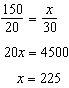 150/20 = x/30
20x = 4500
x = 225